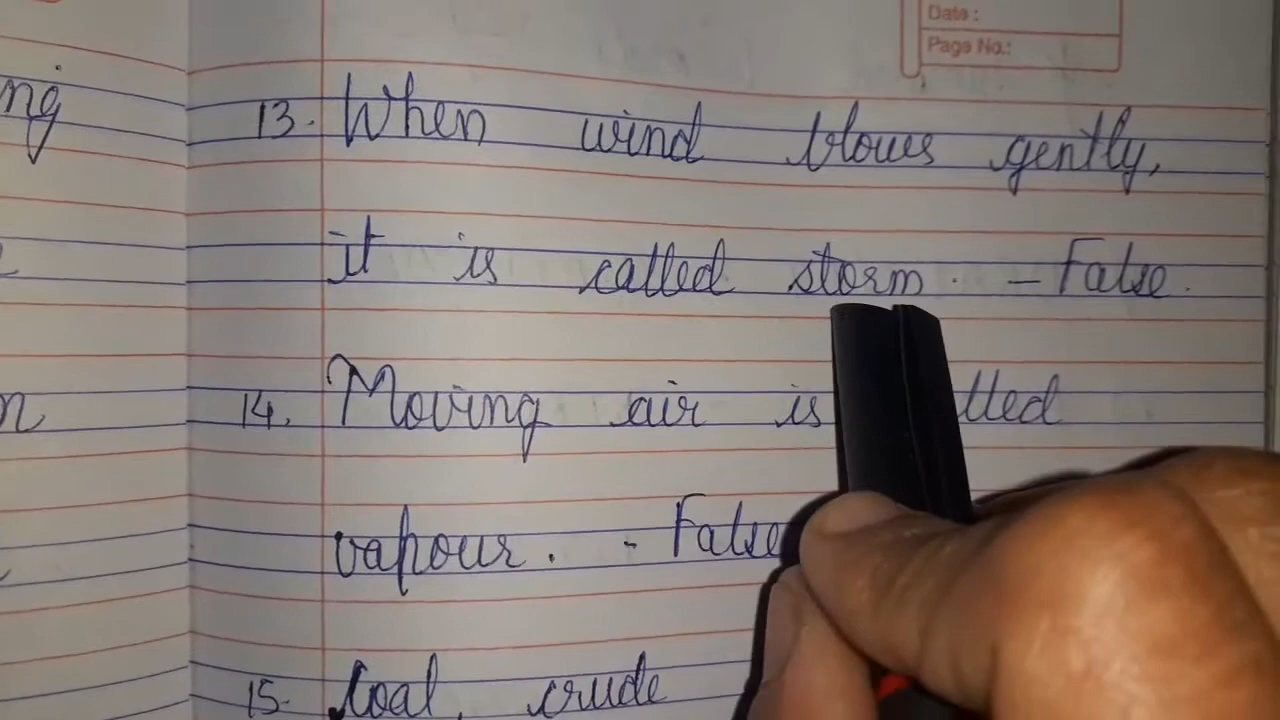 Date :
Page No.:
ng
13. When wind blows gently,
it is called storm. - False.
14. Moving air is lled
vapour. - False
n
15. Coal, crude